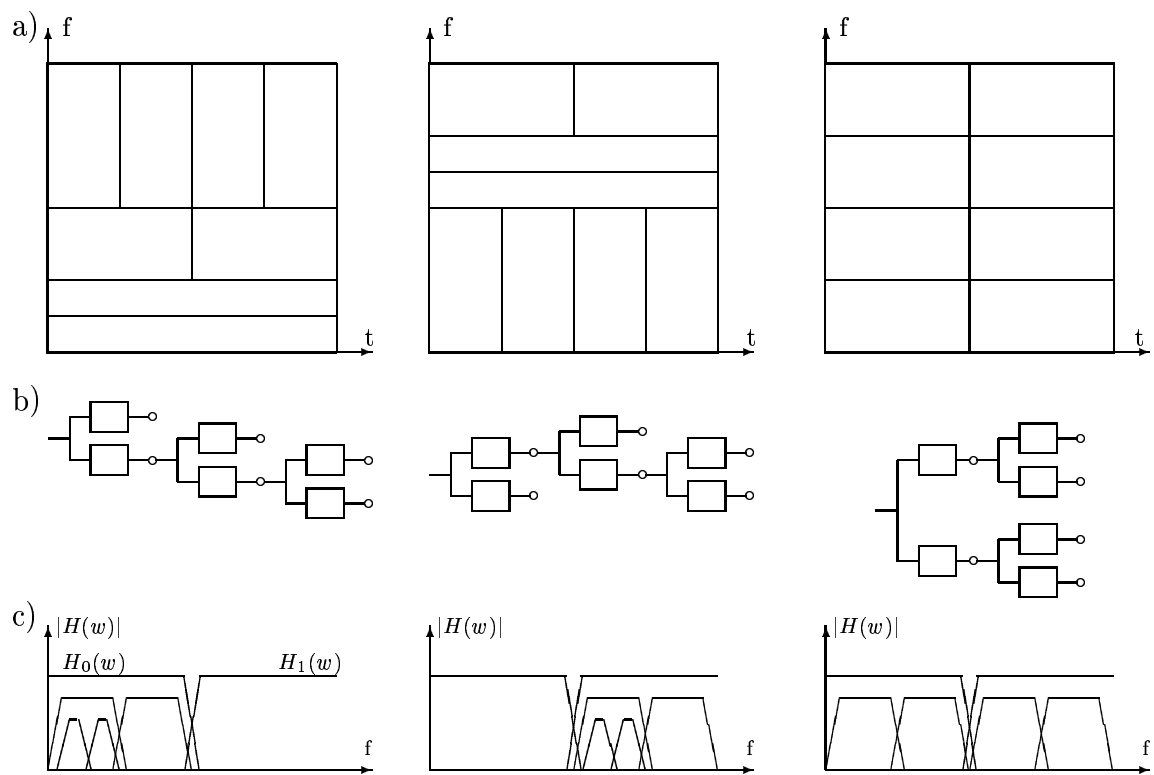 a) f f f
t t t
b)
c) |H(w)| |H(w)| |H(w)|
H₀(w) H₁(w)
f f f